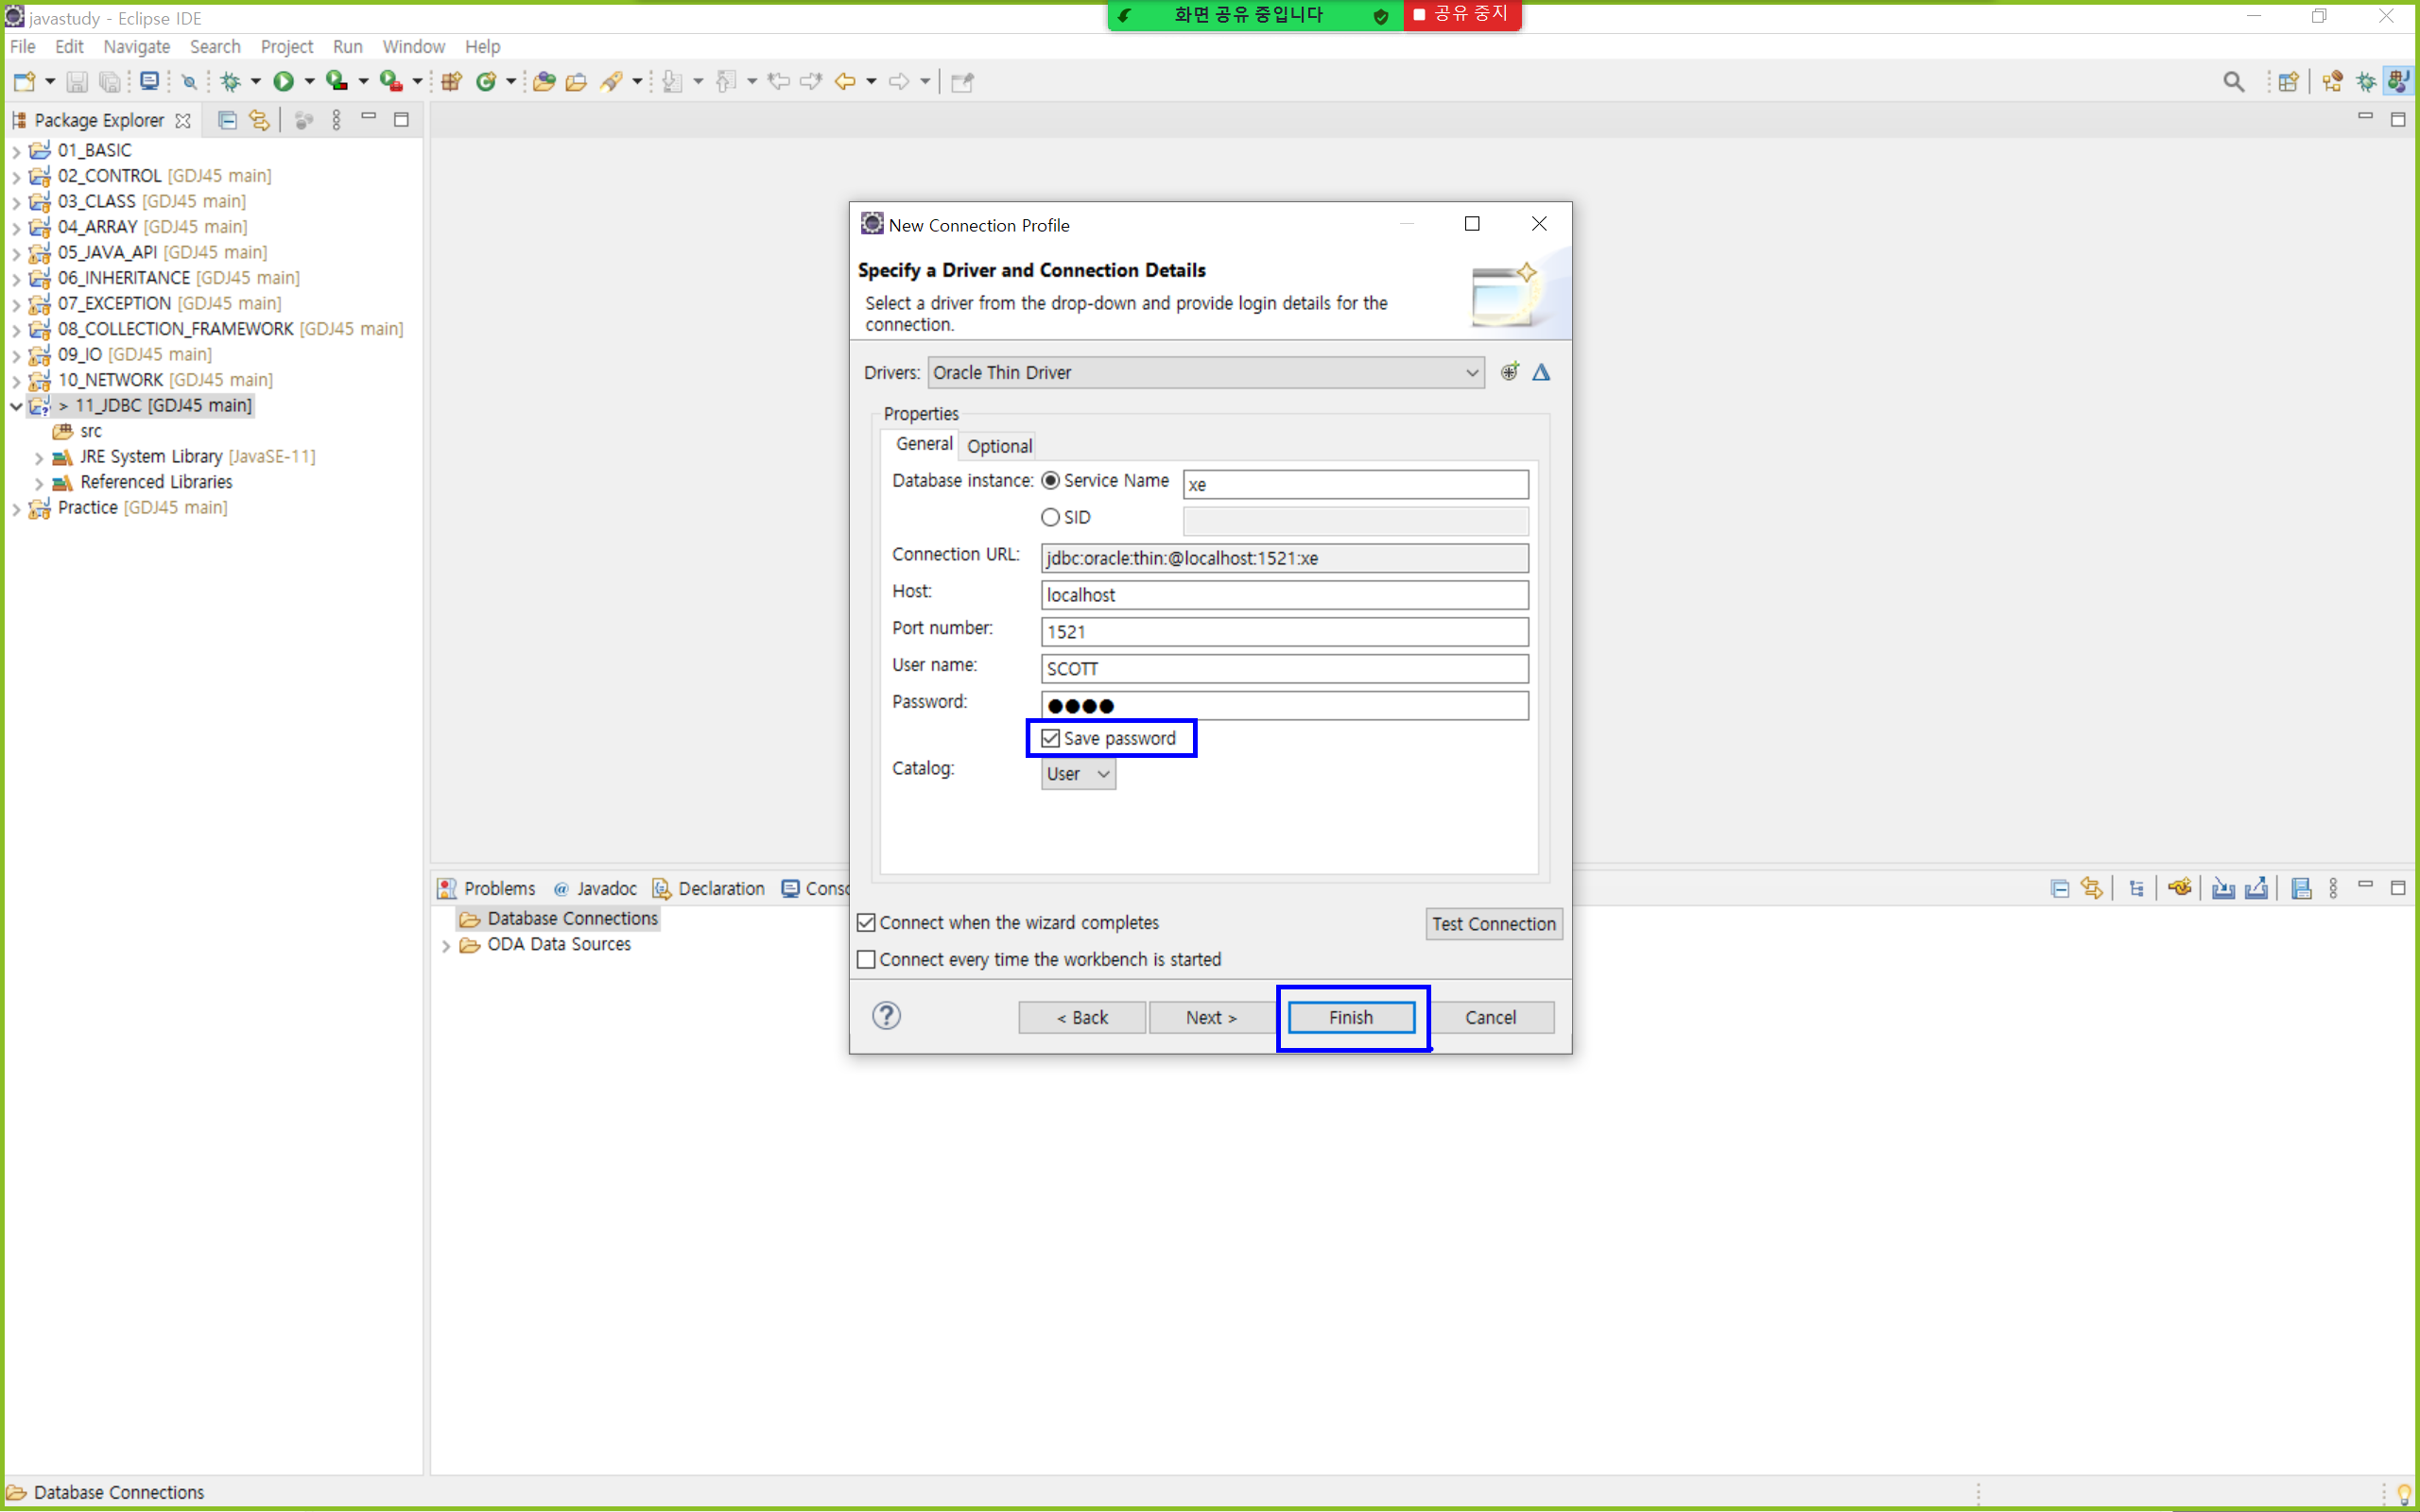 javastudy - Eclipse IDE
화면 공유 중입니다
공유 중지
File Edit Navigate Search Project Run Window Help
Package Explorer
01_BASIC
02_CONTROL [GDJ45 main]
03_CLASS [GDJ45 main]
04_ARRAY [GDJ45 main]
05_JAVA_API [GDJ45 main]
06_INHERITANCE [GDJ45 main]
07_EXCEPTION [GDJ45 main]
08_COLLECTION_FRAMEWORK [GDJ45 main]
09_IO [GDJ45 main]
10_NETWORK [GDJ45 main]
> 11_JDBC [GDJ45 main]
src
JRE System Library [JavaSE-11]
Referenced Libraries
Practice [GDJ45 main]
New Connection Profile
Specify a Driver and Connection Details
Select a driver from the drop-down and provide login details for the
connection.
Drivers: Oracle Thin Driver
Properties
General Optional
Database instance: Service Name xe
SID
Connection URL: jdbc:oracle:thin:@localhost:1521:xe
Host: localhost
Port number: 1521
User name: SCOTT
Password: ●●●●
Save password
Catalog: User
Connect when the wizard completes Test Connection
Connect every time the workbench is started
? < Back Next > Finish Cancel
Problems @ Javadoc Declaration
Database Connections
ODA Data Sources
Database Connections